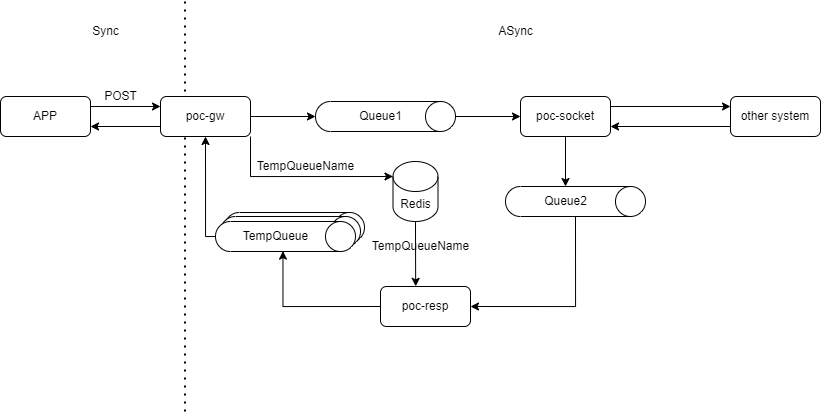 Sync
ASync
POST
APP
poc-gw
Queue1
poc-socket
other system
TempQueueName
Redis
Queue2
TempQueue
TempQueueName
poc-resp